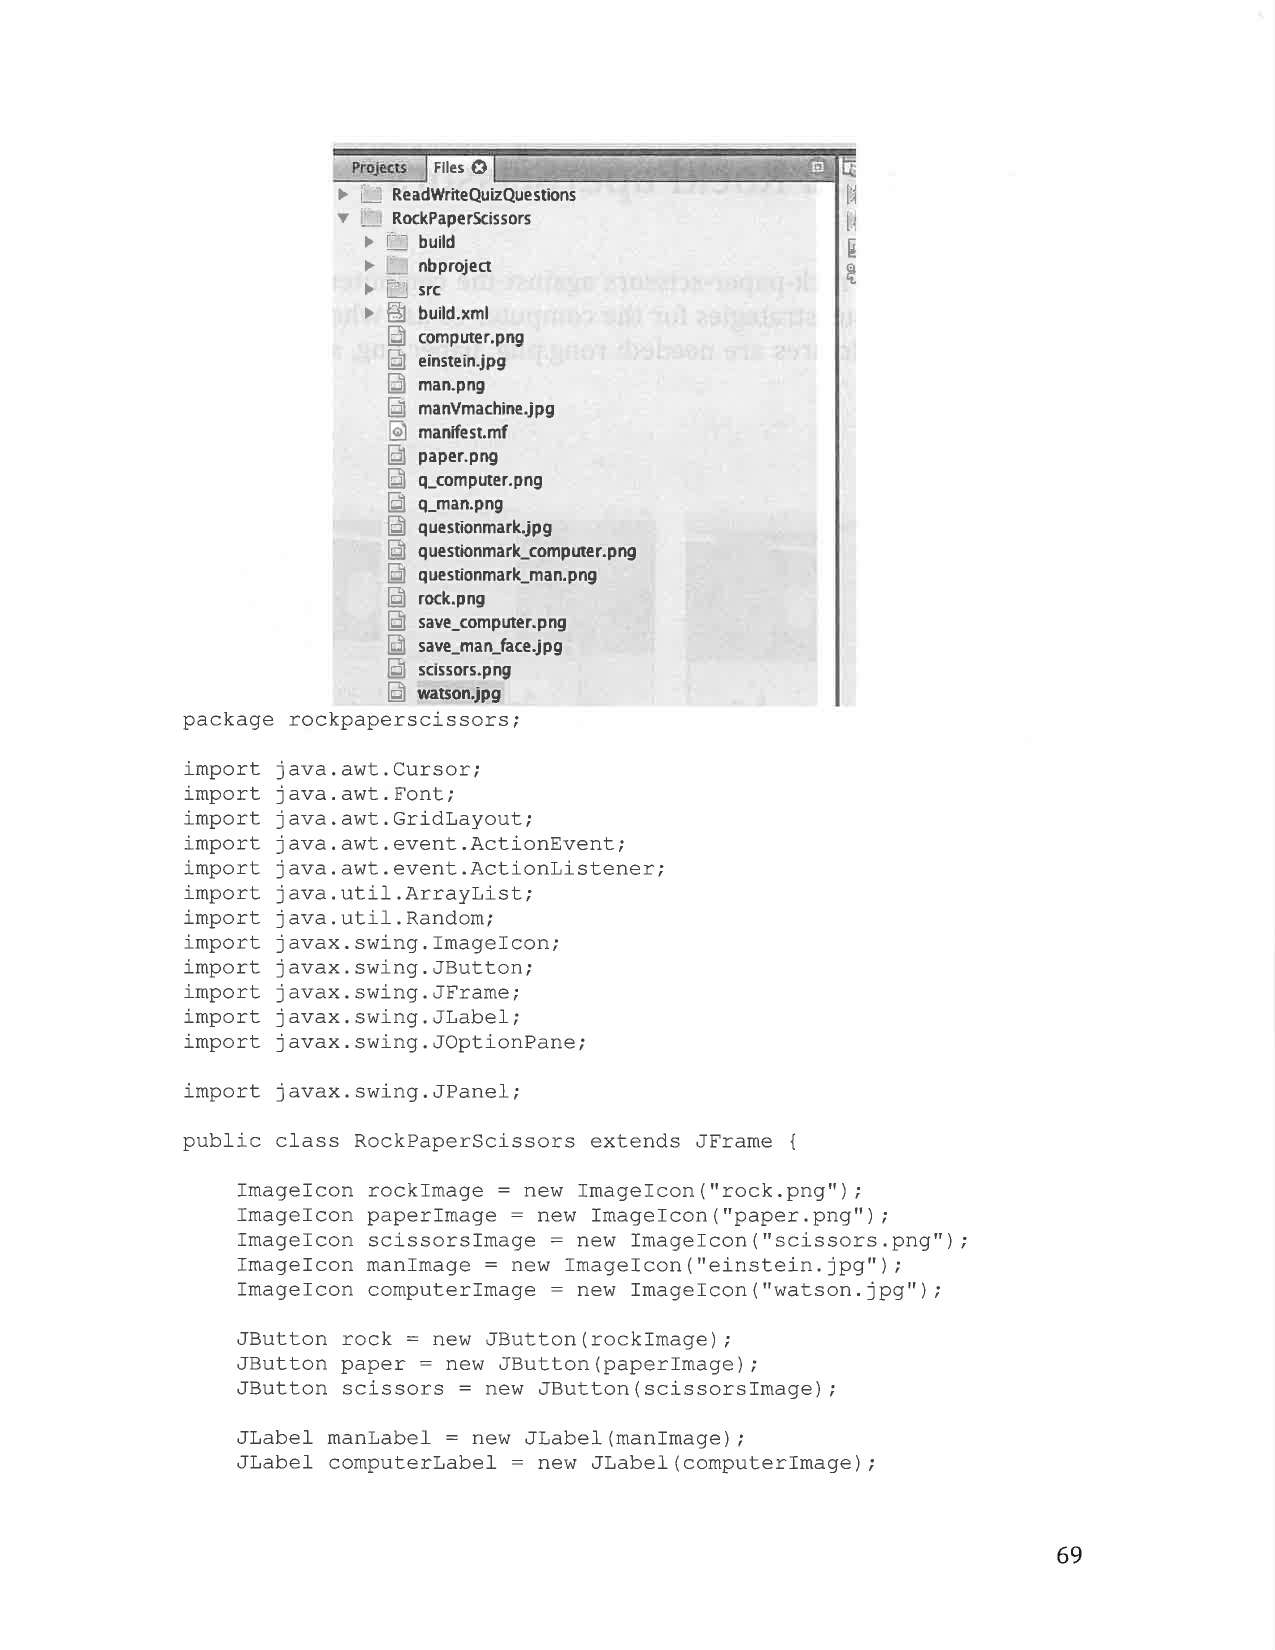 Projects Files
ReadWriteQuizQuestions
RockPaperScissors
build
nbproject
src
build.xml
computer.png
einstein.jpg
man.png
manVmachine.jpg
manifest.mf
paper.png
q_computer.png
q_man.png
questionmark.jpg
questionmark_computer.png
questionmark_man.png
rock.png
save_computer.png
save_man_face.jpg
scissors.png
watson.jpg
package rockpaperscissors;
import java.awt.Cursor;
import java.awt.Font;
import java.awt.GridLayout;
import java.awt.event.ActionEvent;
import java.awt.event.ActionListener;
import java.util.ArrayList;
import java.util.Random;
import javax.swing.ImageIcon;
import javax.swing.JButton;
import javax.swing.JFrame;
import javax.swing.JLabel;
import javax.swing.JOptionPane;
import javax.swing.JPanel;
public class RockPaperScissors extends JFrame {
ImageIcon rockImage = new ImageIcon("rock.png");
ImageIcon paperImage = new ImageIcon("paper.png");
ImageIcon scissorsImage = new ImageIcon("scissors.png");
ImageIcon manImage = new ImageIcon("einstein.jpg");
ImageIcon computerImage = new ImageIcon("watson.jpg");
JButton rock = new JButton(rockImage);
JButton paper = new JButton(paperImage);
JButton scissors = new JButton(scissorsImage);
JLabel manLabel = new JLabel(manImage);
JLabel computerLabel = new JLabel(computerImage);
69